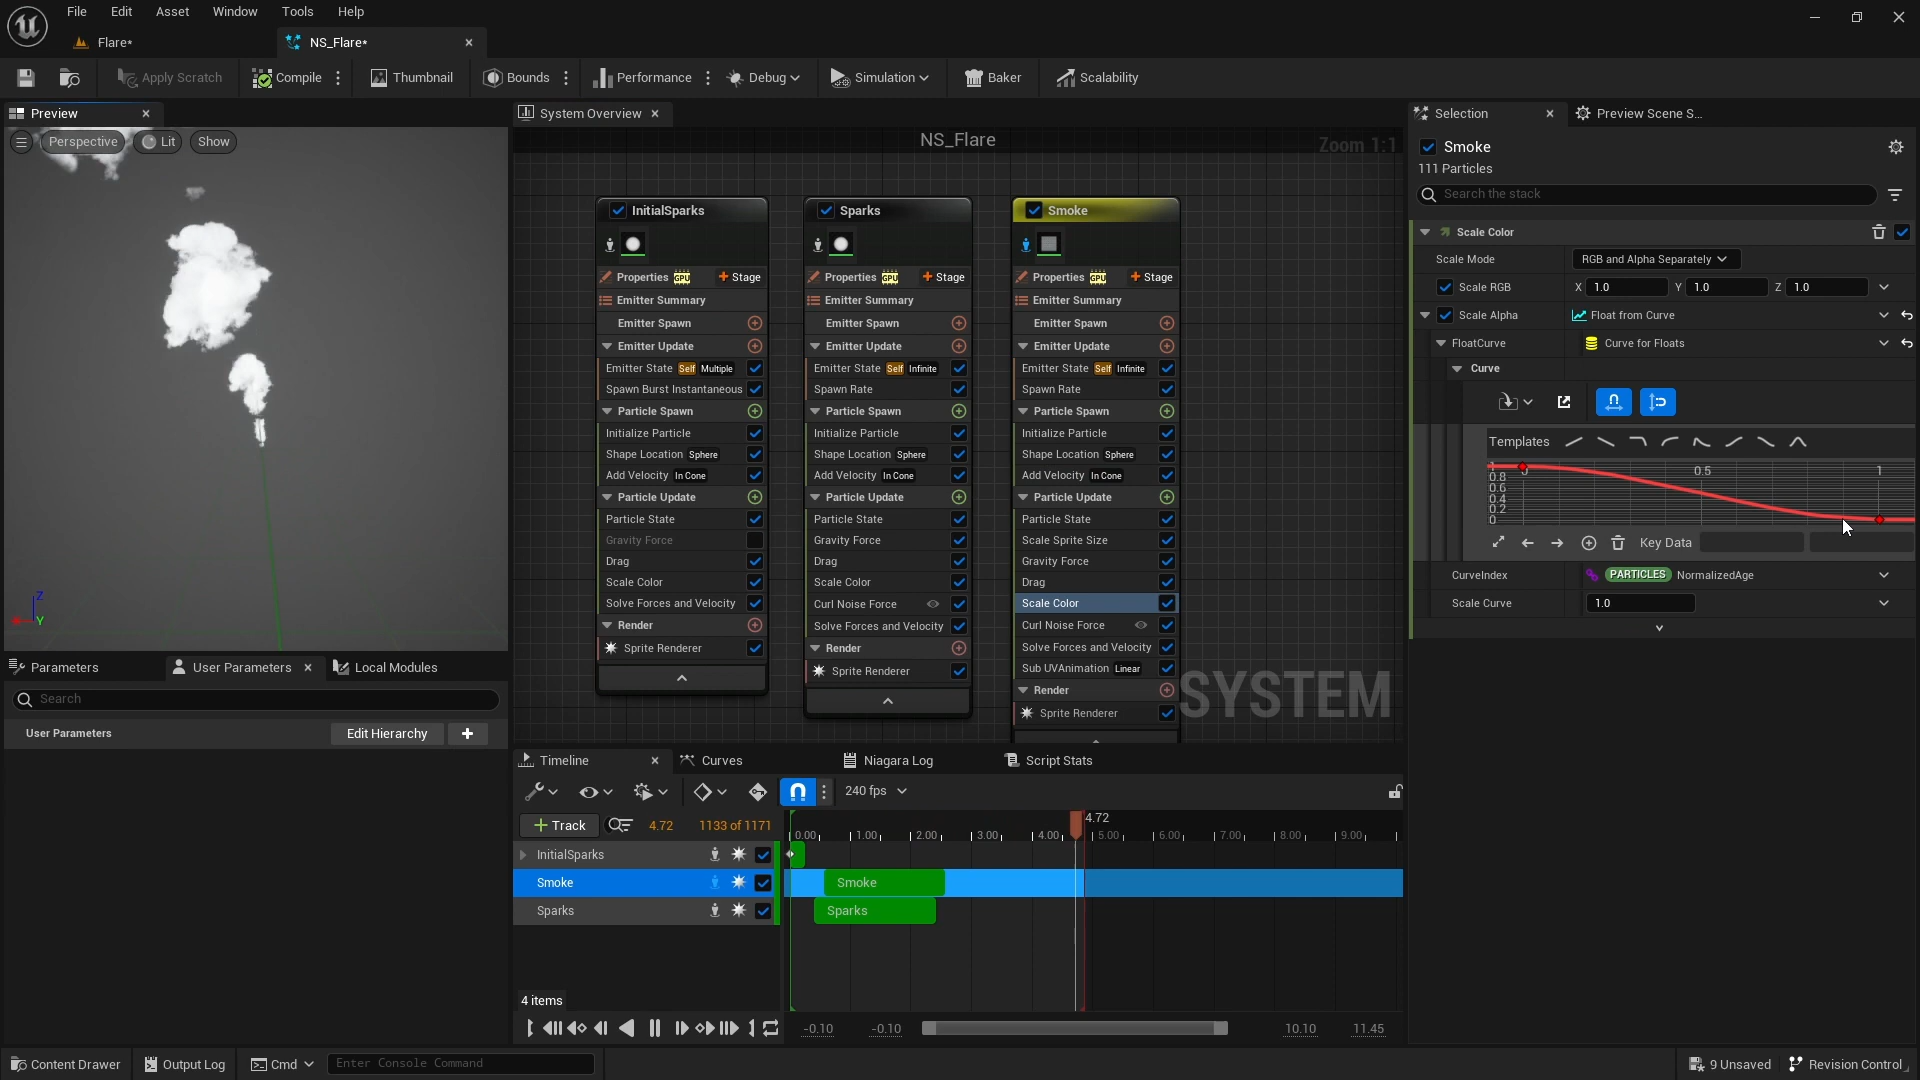 File Edit Asset Window Tools Help
Flare* NS_Flare*
Apply Scratch Compile Thumbnail Bounds Performance Debug Simulation Baker Scalability
Preview
Perspective Lit Show
Z
Y
Parameters User Parameters Local Modules
Search
User Parameters Edit Hierarchy
System Overview
NS_Flare
Zoom 1:1
InitialSparks
Properties GPU + Stage
Emitter Summary
Emitter Spawn
Emitter Update
Emitter State Self Multiple
Spawn Burst Instantaneous
Particle Spawn
Initialize Particle
Shape Location Sphere
Add Velocity In Cone
Particle Update
Particle State
Gravity Force
Drag
Scale Color
Solve Forces and Velocity
Render
Sprite Renderer
Sparks
Properties GPU + Stage
Emitter Summary
Emitter Spawn
Emitter Update
Emitter State Self Infinite
Spawn Rate
Particle Spawn
Initialize Particle
Shape Location Sphere
Add Velocity In Cone
Particle Update
Particle State
Gravity Force
Drag
Scale Color
Curl Noise Force
Solve Forces and Velocity
Render
Sprite Renderer
Smoke
Properties GPU + Stage
Emitter Summary
Emitter Spawn
Emitter Update
Emitter State Self Infinite
Spawn Rate
Particle Spawn
Initialize Particle
Shape Location Sphere
Add Velocity In Cone
Particle Update
Particle State
Scale Sprite Size
Gravity Force
Drag
Scale Color
Curl Noise Force
Solve Forces and Velocity
Sub UVAnimation Linear
Render
Sprite Renderer
SYSTEM
Timeline Curves Niagara Log Script Stats
240 fps
+ Track 4.72 1133 of 1171
4.72
0.00 1.00 2.00 3.00 4.00 5.00 6.00 7.00 8.00 9.00
InitialSparks
Smoke Smoke
Sparks Sparks
4 items
-0.10 -0.10 10.10 11.45
Selection Preview Scene S...
Smoke
111 Particles
Search the stack
Scale Color
Scale Mode RGB and Alpha Separately
Scale RGB X 1.0 Y 1.0 Z 1.0
Scale Alpha Float from Curve
FloatCurve Curve for Floats
Curve
Templates
1 0 0.5 1
0.8
0.6
0.4
0.2
0
Key Data
CurveIndex PARTICLES NormalizedAge
Scale Curve 1.0
Content Drawer Output Log Cmd Enter Console Command 9 Unsaved Revision Control